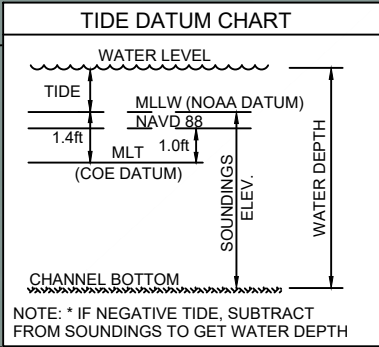 TIDE DATUM CHART
WATER LEVEL
TIDE
MLLW (NOAA DATUM)
NAVD 88
1.4ft
1.0ft
MLT
(COE DATUM)
SOUNDINGS
ELEV.
WATER DEPTH
CHANNEL BOTTOM
NOTE: * IF NEGATIVE TIDE, SUBTRACT
FROM SOUNDINGS TO GET WATER DEPTH